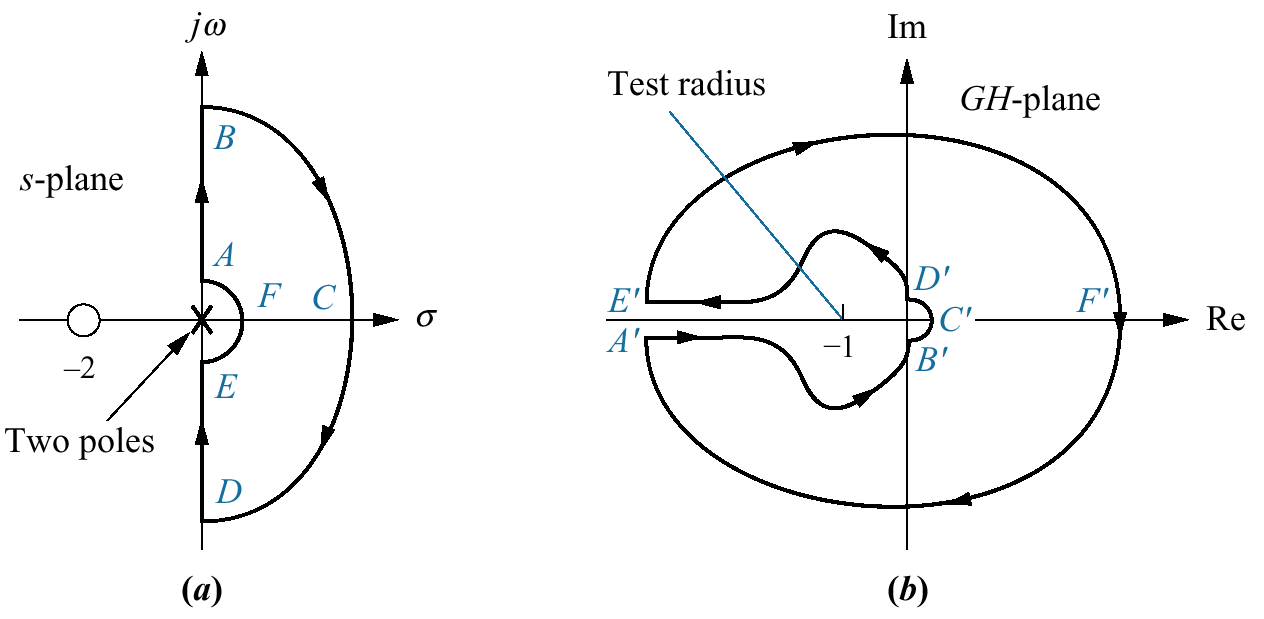 jω
s-plane
B
A
F
C
σ
–2
E
Two poles
D
(a)
Im
Test radius
GH-plane
D′
E′
C′
F′
Re
A′
–1
B′
(b)